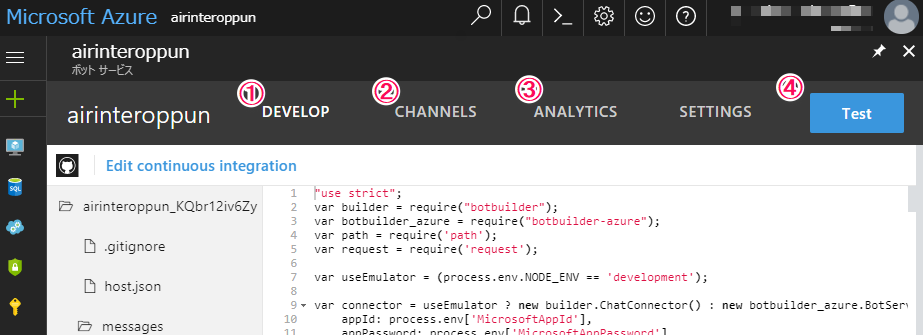 Microsoft Azure airinteroppun
airinteroppun
ボット サービス
airinteroppun ① DEVELOP ② CHANNELS ③ ANALYTICS SETTINGS ④ Test
Edit continuous integration
airinteroppun_KQbr12iv6Zy
.gitignore
host.json
messages
1 "use strict";
2 var builder = require("botbuilder");
3 var botbuilder_azure = require("botbuilder-azure");
4 var path = require('path');
5 var request = require('request');
6
7 var useEmulator = (process.env.NODE_ENV == 'development');
8
9 var connector = useEmulator ? new builder.ChatConnector() : new botbuilder_azure.BotServ
10 appId: process.env['MicrosoftAppId'],
11 appPassword: process.env['MicrosoftAppPassword']